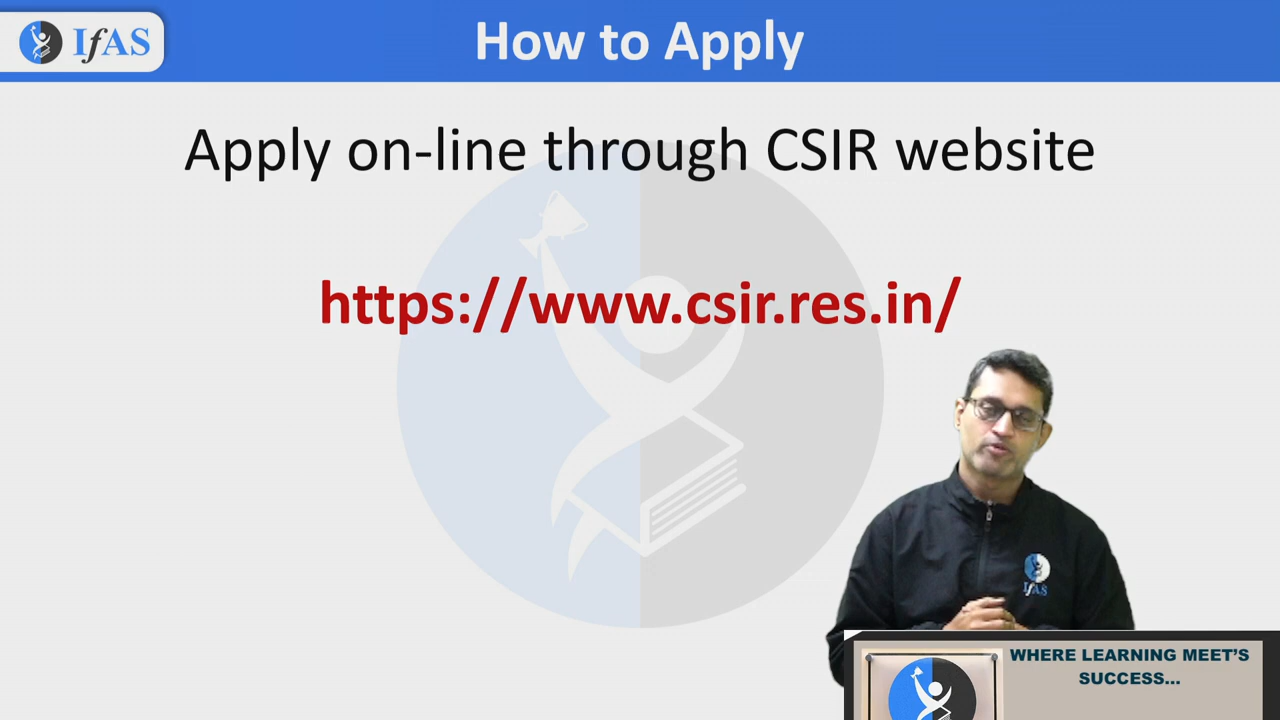 IfAS
How to Apply
Apply on-line through CSIR website
https://www.csir.res.in/
IfAS
WHERE LEARNING MEET'S
SUCCESS...